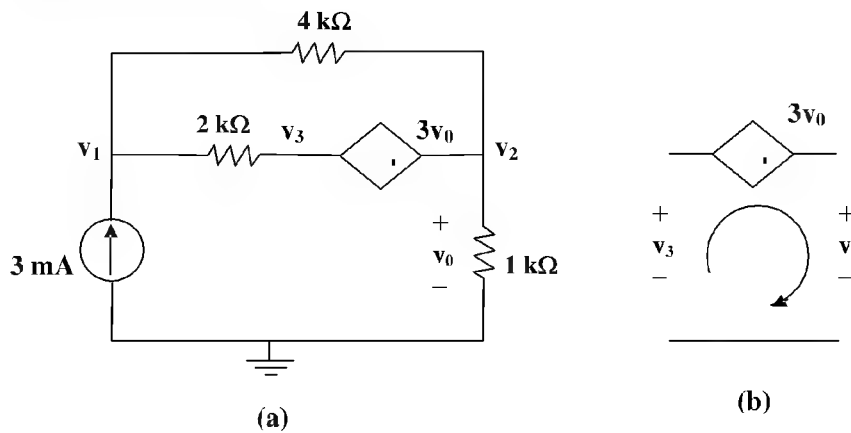 4 kΩ
2 kΩ v₃ 3v₀
v₁ v₂
3 mA
+
v₀
–
1 kΩ
(a)
3v₀
+ +
v₃ v
– –
(b)